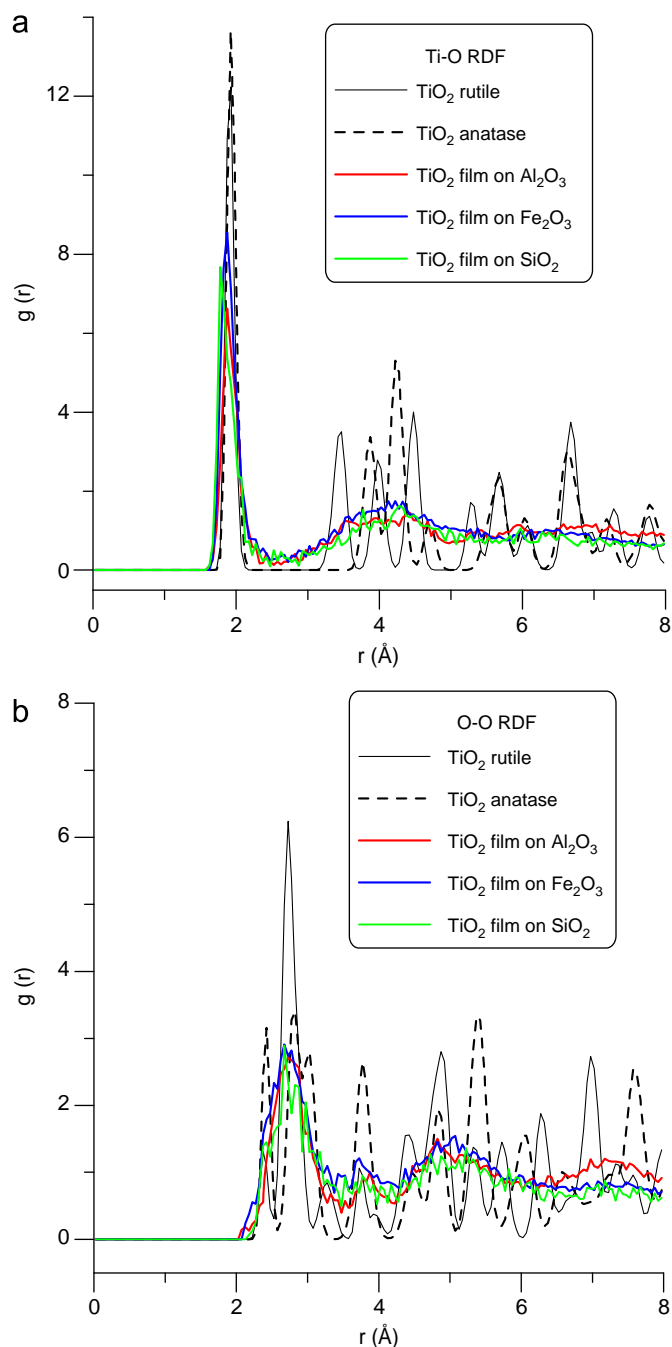 a
12
8
4
0
g (r)
Ti-O RDF
TiO2 rutile
TiO2 anatase
TiO2 film on Al2O3
TiO2 film on Fe2O3
TiO2 film on SiO2
0 2 4 6 8
r (Å)
b
8
6
4
2
0
g (r)
O-O RDF
TiO2 rutile
TiO2 anatase
TiO2 film on Al2O3
TiO2 film on Fe2O3
TiO2 film on SiO2
0 2 4 6 8
r (Å)